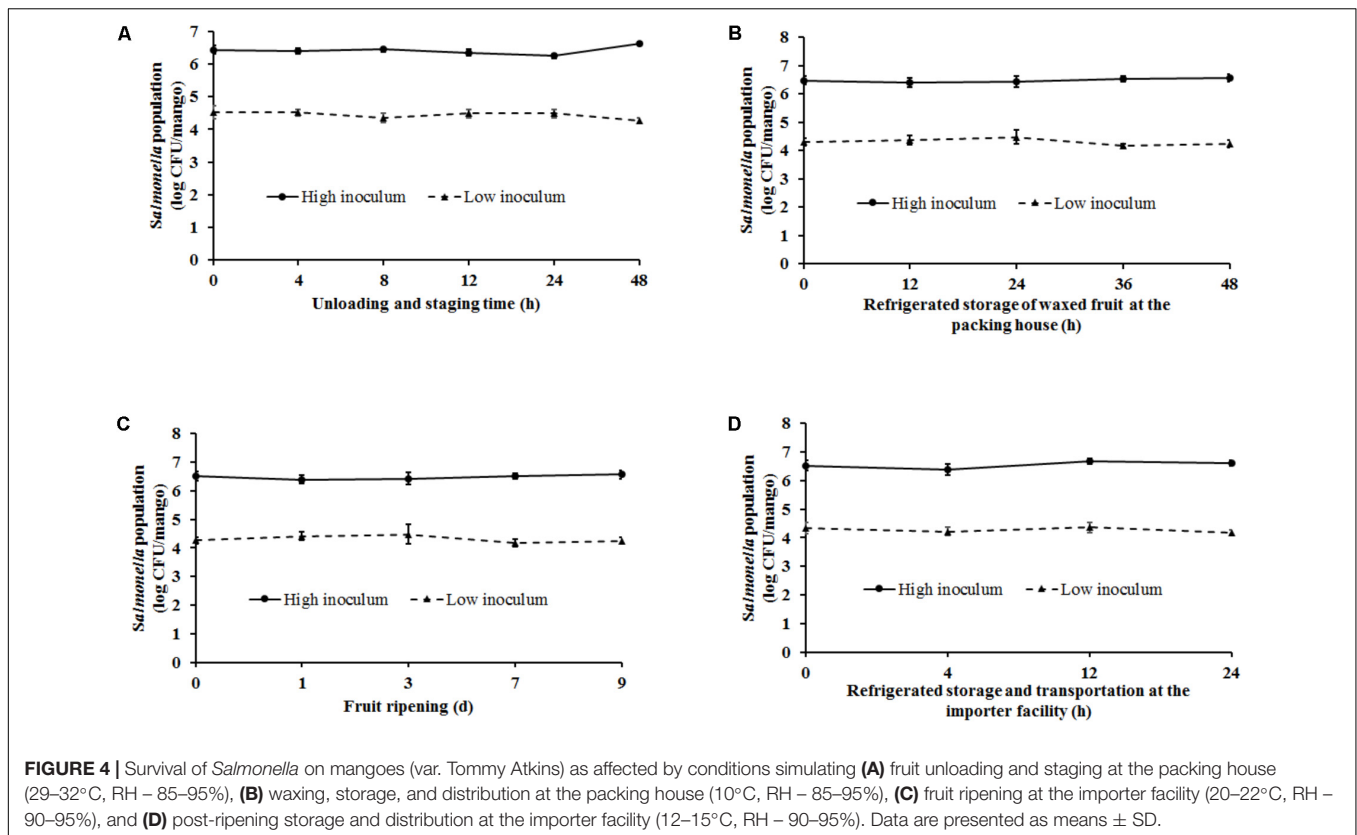 A
7
6
5
4
3
2
1
0
Salmonella population
(log CFU/mango)
High inoculum
Low inoculum
0 4 8 12 24 48
Unloading and staging time (h)
B
8
7
6
5
4
3
2
1
0
Salmonella population
(log CFU/mango)
High inoculum
Low inoculum
0 12 24 36 48
Refrigerated storage of waxed fruit at the
packing house (h)
C
8
7
6
5
4
3
2
1
0
Salmonella population
(log CFU/mango)
High inoculum
Low inoculum
0 1 3 7 9
Fruit ripening (d)
D
8
7
6
5
4
3
2
1
0
Salmonella population
(log CFU/mango)
High inoculum
Low inoculum
0 4 12 24
Refrigerated storage and transportation at the
importer facility (h)
FIGURE 4 | Survival of Salmonella on mangoes (var. Tommy Atkins) as affected by conditions simulating (A) fruit unloading and staging at the packing house
(29–32°C, RH – 85–95%), (B) waxing, storage, and distribution at the packing house (10°C, RH – 85–95%), (C) fruit ripening at the importer facility (20–22°C, RH –
90–95%), and (D) post-ripening storage and distribution at the importer facility (12–15°C, RH – 90–95%). Data are presented as means ± SD.